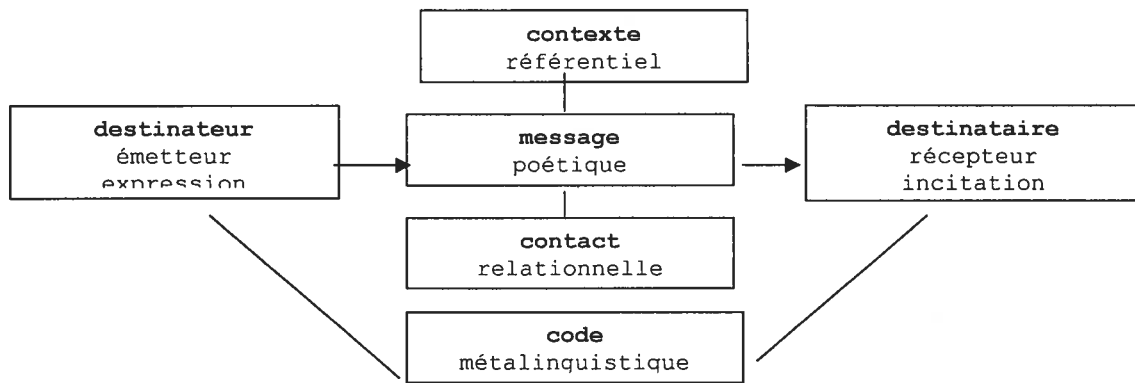 contexte
référentiel
destinateur
émetteur
expression
message
poétique
destinataire
récepteur
incitation
contact
relationnelle
code
métalinguistique